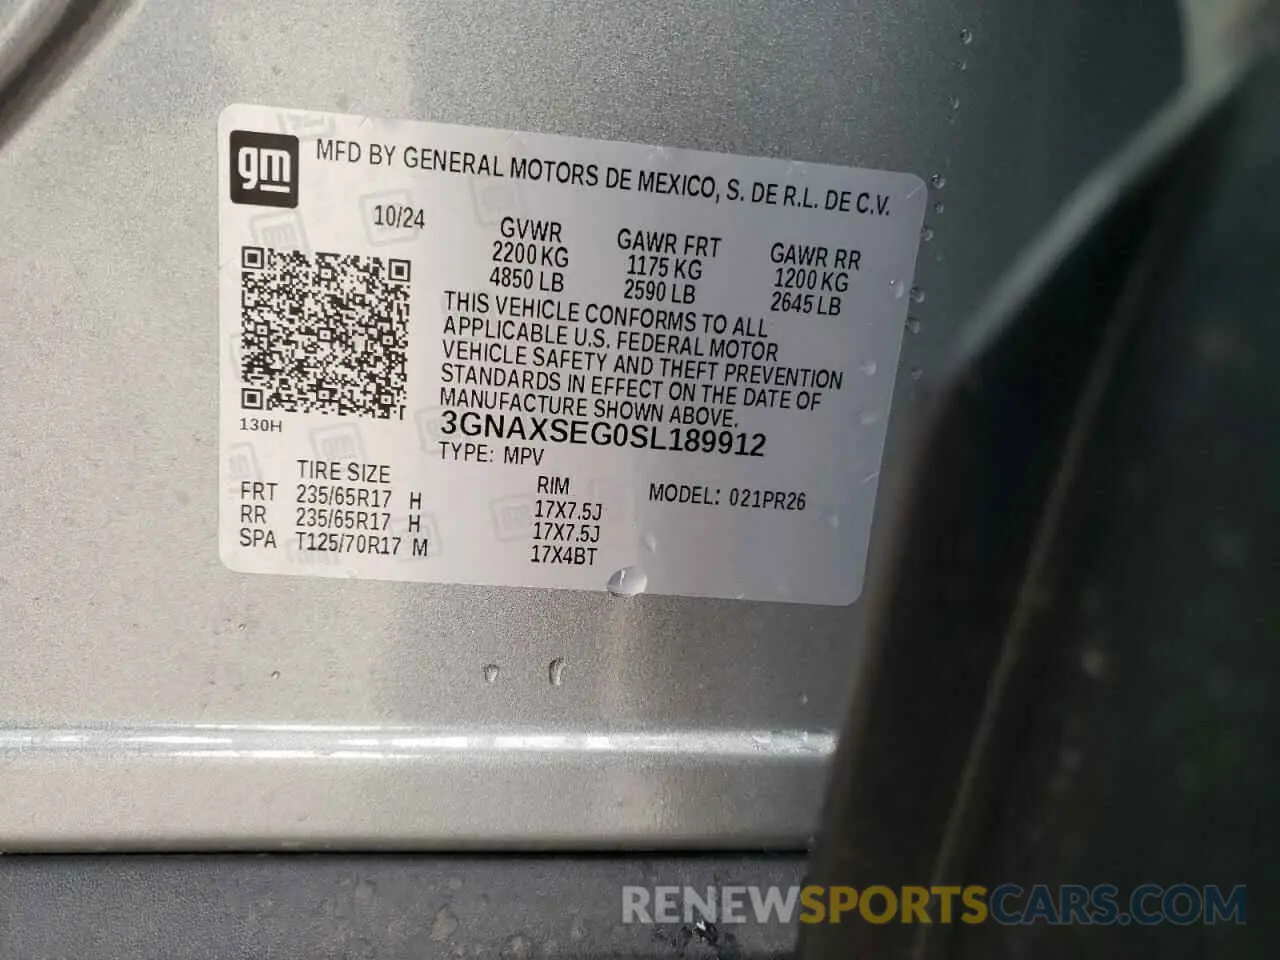 gm
MFD BY GENERAL MOTORS DE MEXICO, S. DE R.L. DE C.V.
10/24
GVWR GAWR FRT GAWR RR
2200 KG 1175 KG 1200 KG
4850 LB 2590 LB 2645 LB
THIS VEHICLE CONFORMS TO ALL
APPLICABLE U.S. FEDERAL MOTOR
VEHICLE SAFETY AND THEFT PREVENTION
STANDARDS IN EFFECT ON THE DATE OF
MANUFACTURE SHOWN ABOVE.
3GNAXSEG0SL189912
130H
TYPE: MPV
TIRE SIZE RIM MODEL: 021PR26
FRT 235/65R17 H 17X7.5J
RR 235/65R17 H 17X7.5J
SPA T125/70R17 M 17X4BT
RENEWSPORTSCARS.COM